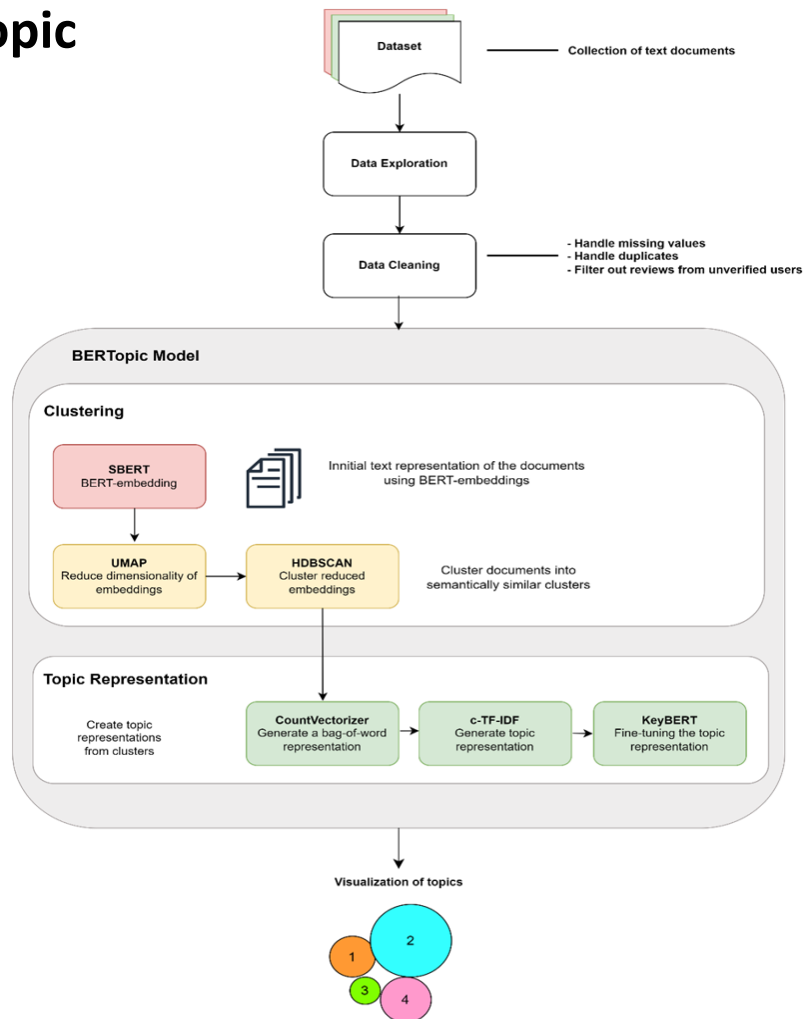 opic
Dataset
Collection of text documents
Data Exploration
Data Cleaning
- Handle missing values
- Handle duplicates
- Filter out reviews from unverified users
BERTopic Model
Clustering
SBERT
BERT-embedding
Innitial text representation of the documents
using BERT-embeddings
UMAP
Reduce dimensionality of
embeddings
HDBSCAN
Cluster reduced
embeddings
Cluster documents into
semantically similar clusters
Topic Representation
Create topic
representations
from clusters
CountVectorizer
Generate a bag-of-word
representation
c-TF-IDF
Generate topic
representation
KeyBERT
Fine-tuning the topic
representation
Visualization of topics
1
2
3
4